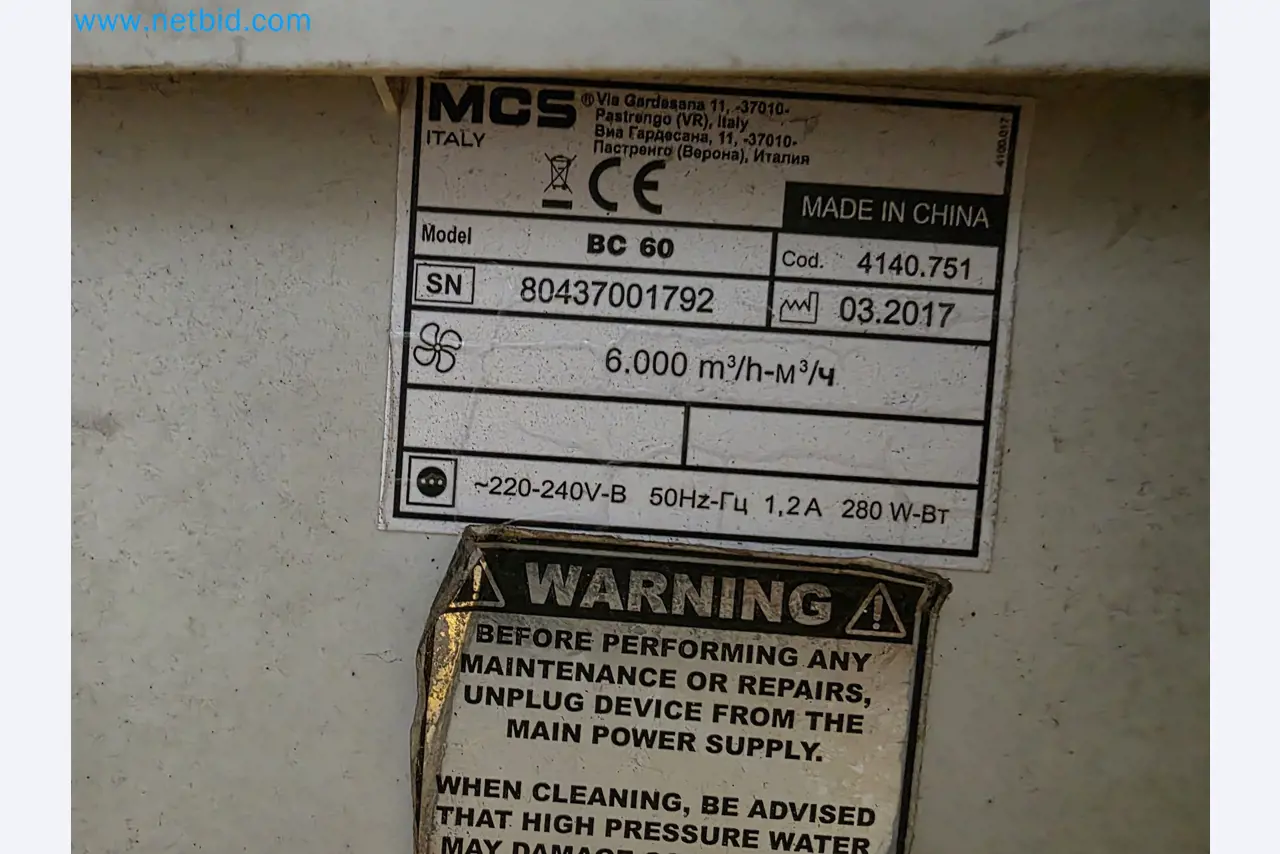 www.netbid.com
MCS ® Via Gardesana 11, -37010-
Pastrengo (VR), Italy
ITALY
Виа Гардесана, 11, -37010-
Пастренго (Верона), Италия
4100.017
CE
MADE IN CHINA
Model BC 60 Cod. 4140.751
SN 80437001792 03.2017
6.000 m³/h-м³/ч
~220-240V-В 50Hz-Гц 1,2 A 280 W-Вт
WARNING
BEFORE PERFORMING ANY
MAINTENANCE OR REPAIRS,
UNPLUG DEVICE FROM THE
MAIN POWER SUPPLY.
WHEN CLEANING, BE ADVISED
THAT HIGH PRESSURE WATER
MAY DAMAGE